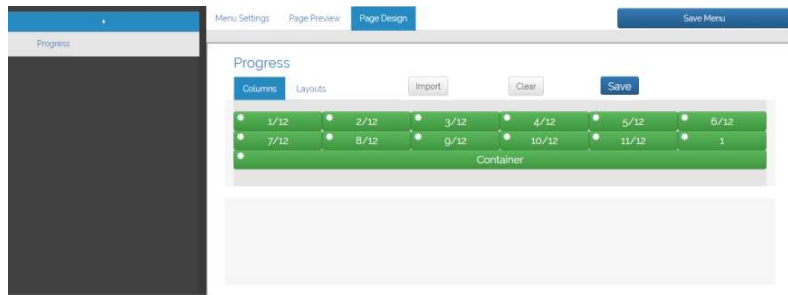 +
Menu Settings Page Preview Page Design Save Menu
Progress
Progress
Columns Layouts Import Clear Save
1/12 2/12 3/12 4/12 5/12 6/12
7/12 8/12 9/12 10/12 11/12 1
Container